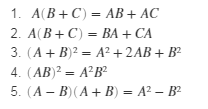 1. A(B + C) = AB + AC
2. A(B + C) = BA + CA
3. (A + B)² = A² + 2AB + B²
4. (AB)² = A²B²
5. (A − B)(A + B) = A² − B²